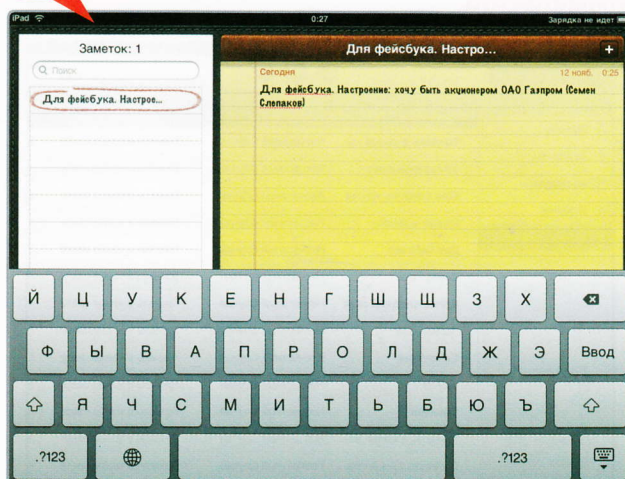 iPad 0:27 Зарядка не идет
Заметок: 1
Для фейсбука. Настро...
+
Поиск
Сегодня 12 нояб. 0:25
Для фейсбука. Настрое...
Для фейсбука. Настроение: хочу быть акционером ОАО Газпром (Семен
Слепаков)
Й Ц У К Е Н Г Ш Щ З Х
Ф Ы В А П Р О Л Д Ж Э Ввод
Я Ч С М И Т Ь Б Ю Ъ
.?123 .?123